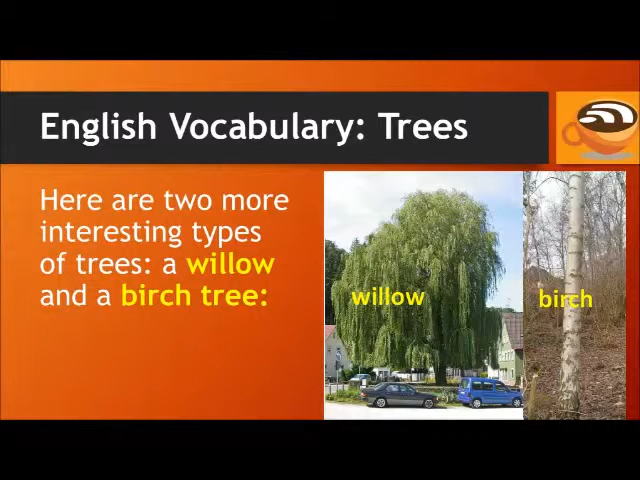 English Vocabulary: Trees
Here are two more
interesting types
of trees: a willow
and a birch tree:
willow
birch